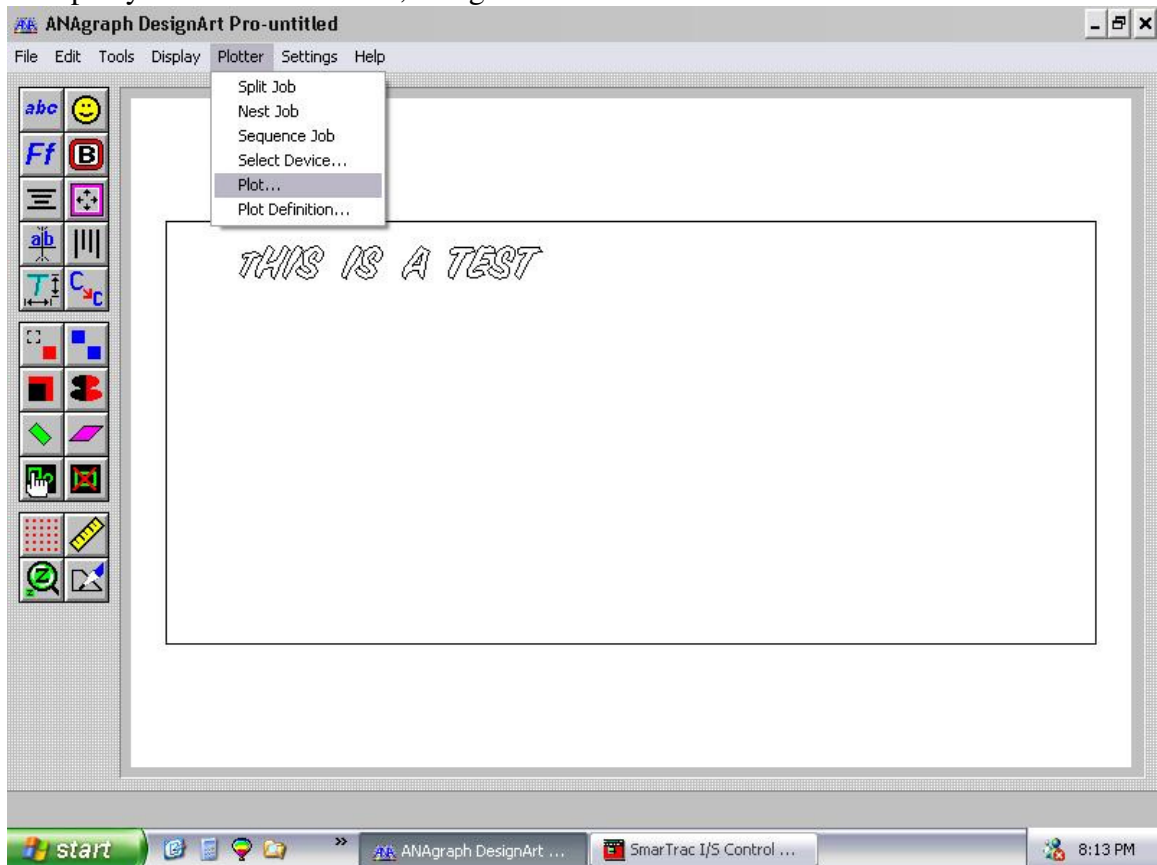 ANAgraph DesignArt Pro-untitled
File Edit Tools Display Plotter Settings Help
Split Job
Nest Job
Sequence Job
Select Device...
Plot...
Plot Definition...
abc
Ff B
aib
T C C
Z z
THIS IS A TEST
start » ANAgraph DesignArt ... SmarTrac I/S Control ... 8:13 PM